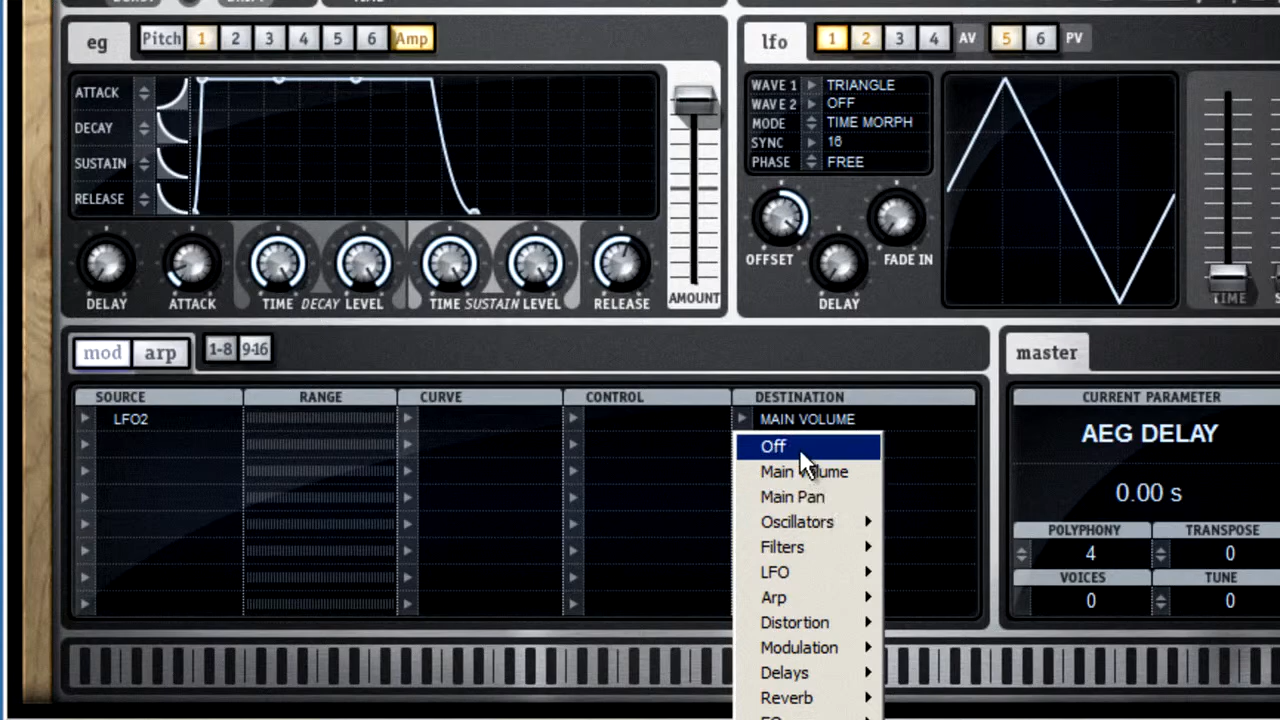 eg Pitch 1 2 3 4 5 6 Amp
ATTACK
DECAY
SUSTAIN
RELEASE
DELAY ATTACK TIME DECAY LEVEL TIME SUSTAIN LEVEL RELEASE
AMOUNT
lfo 1 2 3 4 AV 5 6 PV
WAVE 1 TRIANGLE
WAVE 2 OFF
MODE TIME MORPH
SYNC 16
PHASE FREE
OFFSET
DELAY
FADE IN
TIME
mod arp 1-8 9-16
SOURCE RANGE CURVE CONTROL DESTINATION
LFO2 MAIN VOLUME
Off
Main Volume
Main Pan
Oscillators
Filters
LFO
Arp
Distortion
Modulation
Delays
Reverb
master
CURRENT PARAMETER
AEG DELAY
0.00 s
POLYPHONY TRANSPOSE
4 0
VOICES TUNE
0 0